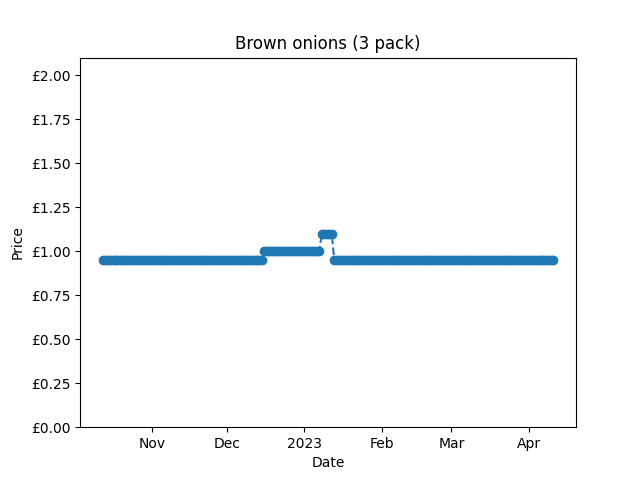 Brown onions (3 pack)
£2.00
£1.75
£1.50
£1.25
£1.00
£0.75
£0.50
£0.25
£0.00
Price
Nov Dec 2023 Feb Mar Apr
Date